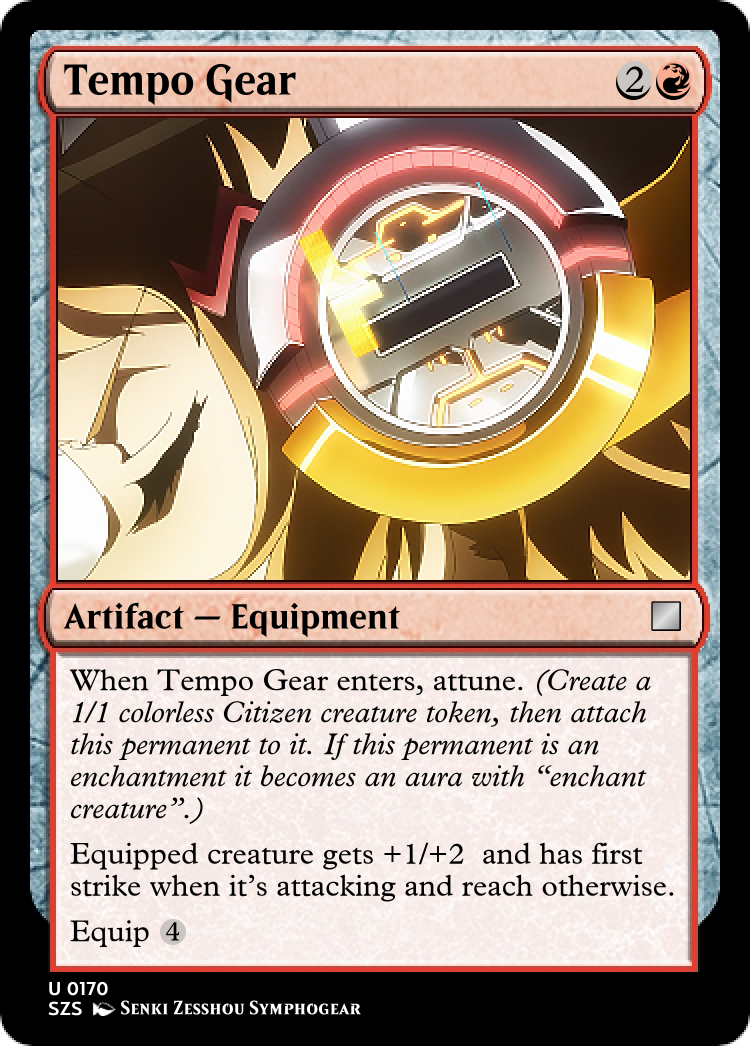 Tempo Gear 2
Artifact — Equipment
When Tempo Gear enters, attune. (Create a
1/1 colorless Citizen creature token, then attach
this permanent to it. If this permanent is an
enchantment it becomes an aura with “enchant
creature”.)
Equipped creature gets +1/+2  and has first
strike when it’s attacking and reach otherwise.
Equip 4
U 0170
SZS Senki Zesshou Symphogear